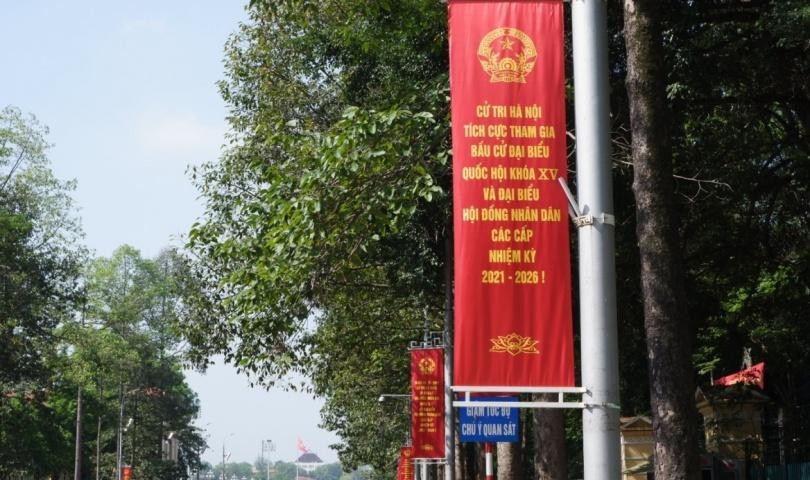 CỬ TRI HÀ NỘI
TÍCH CỰC THAM GIA
BẦU CỬ ĐẠI BIỂU
QUỐC HỘI KHÓA XV
VÀ ĐẠI BIỂU
HỘI ĐỒNG NHÂN DÂN
CÁC CẤP
NHIỆM KỲ
2021 - 2026 !
GIẢM TỐC ĐỘ
CHÚ Ý QUAN SÁT